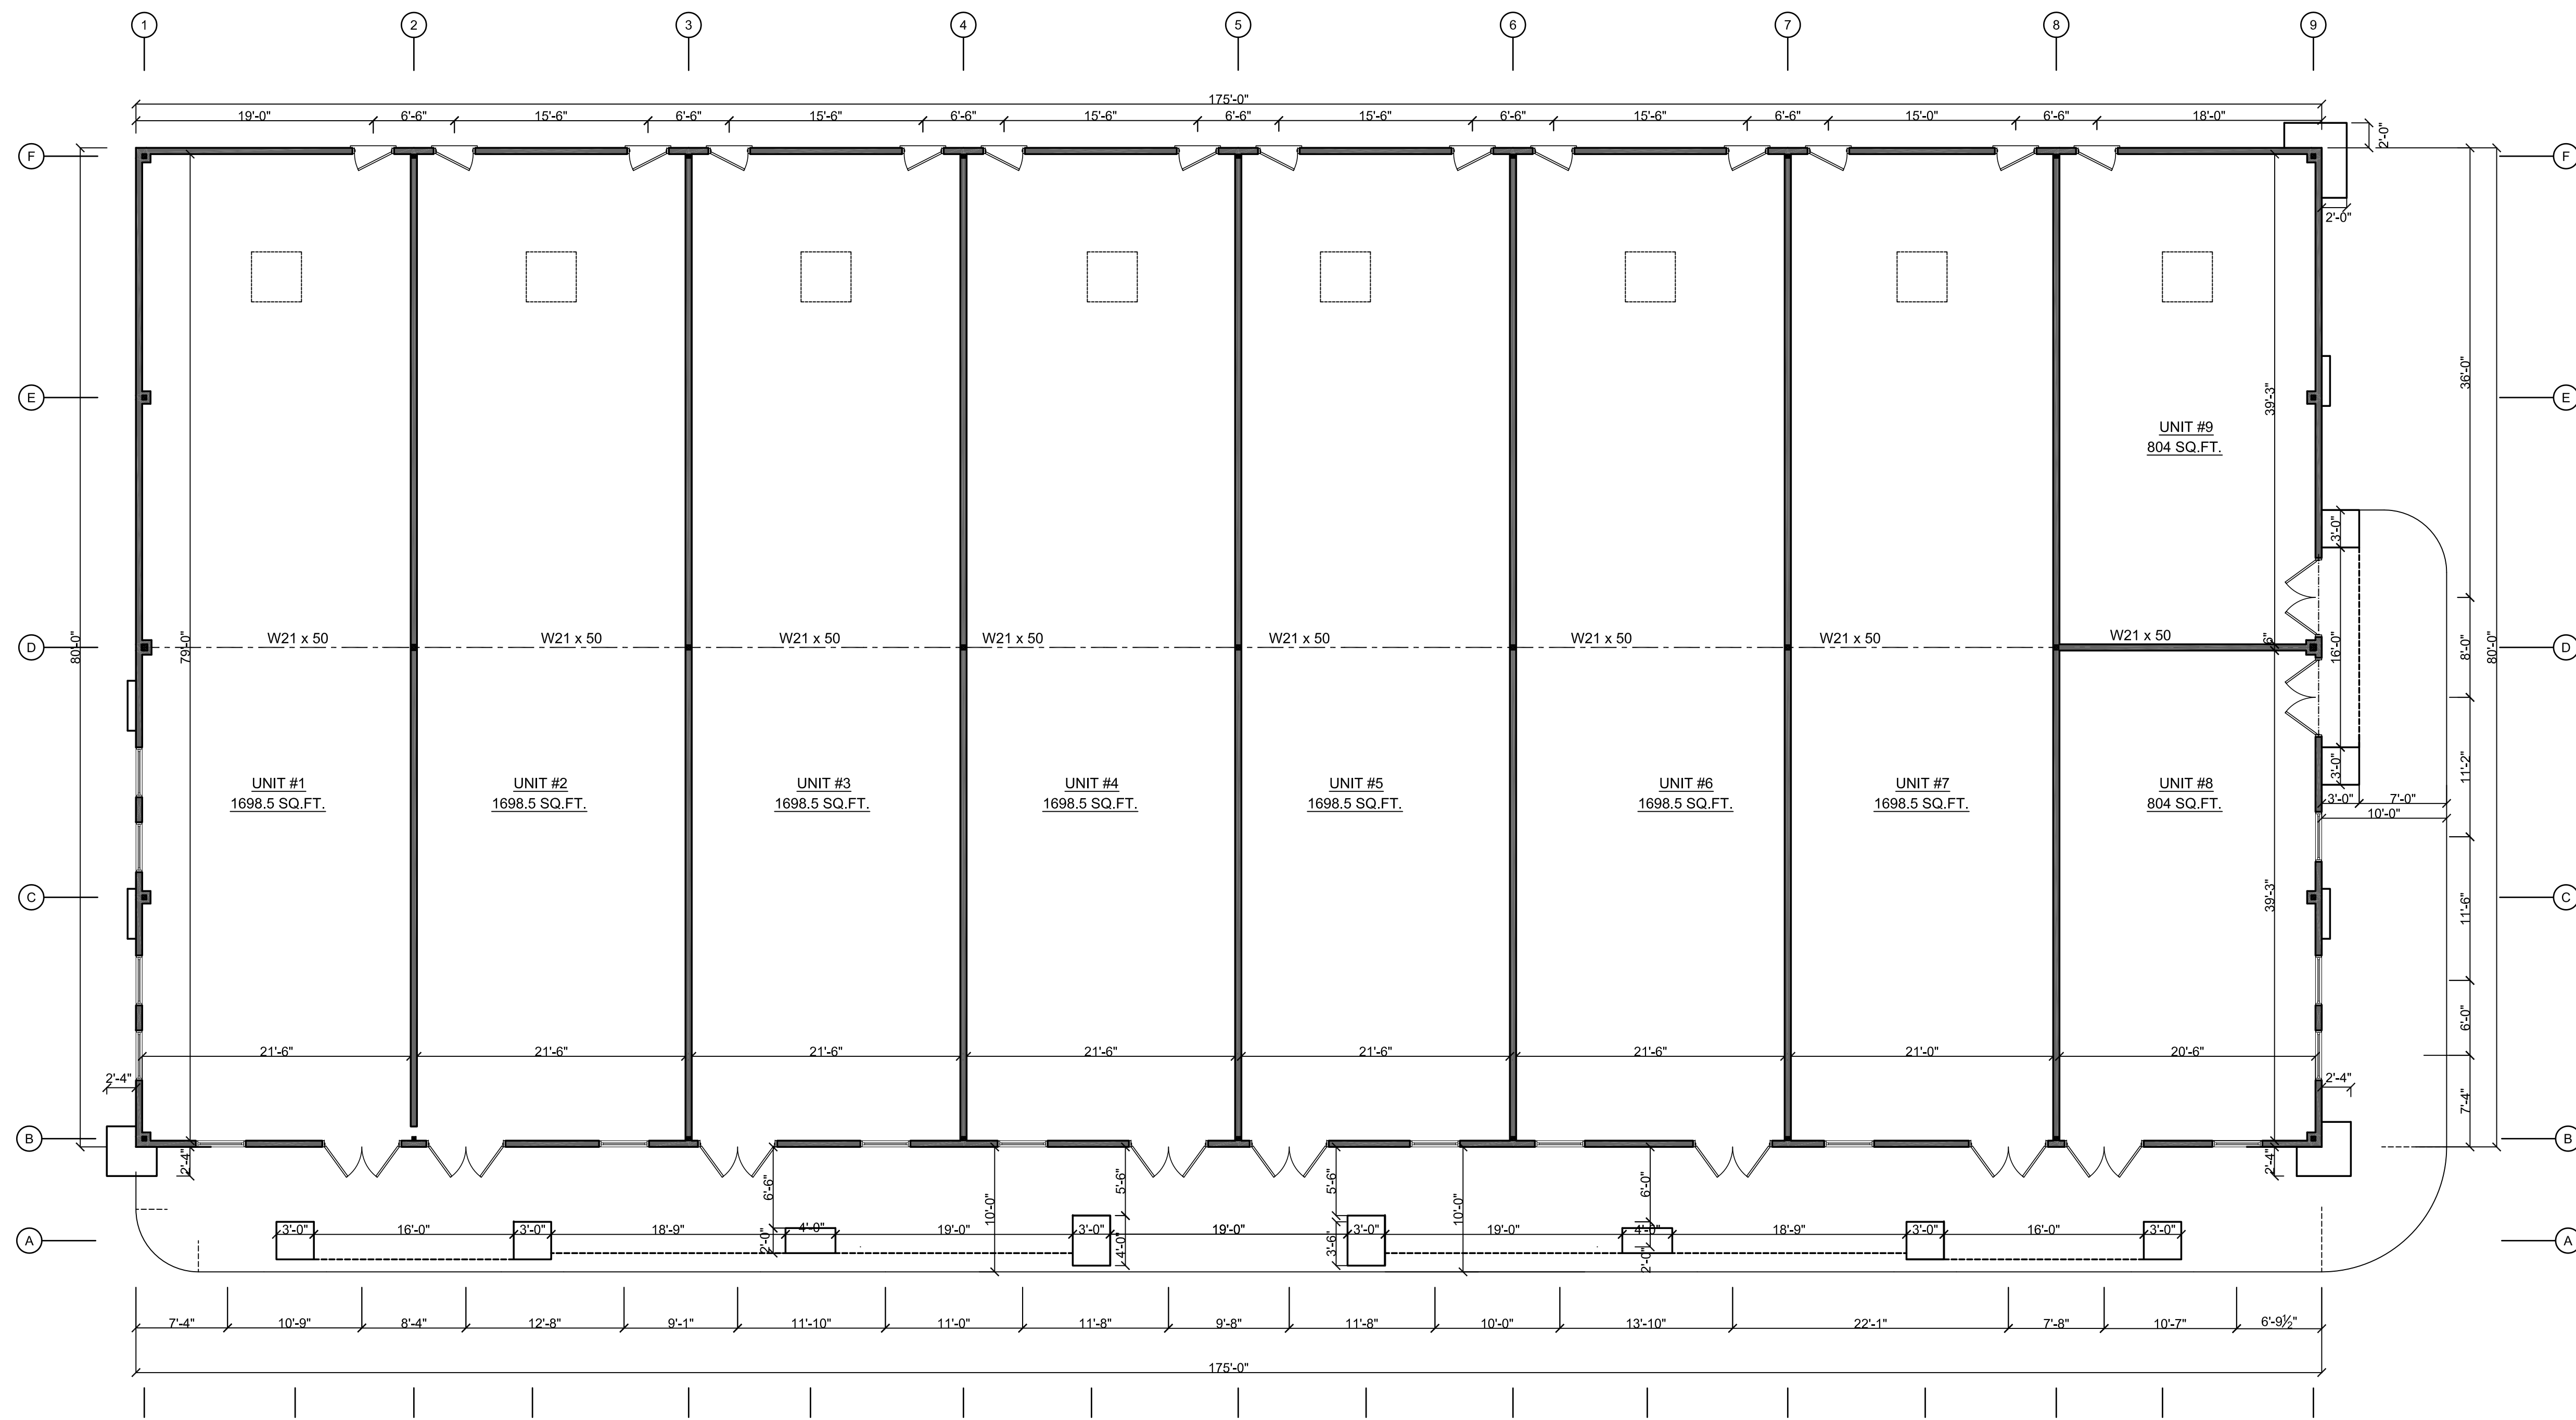 1 2 3 4 5 6 7 8 9
175'-0"
19'-0" 6'-6" 15'-6" 6'-6" 15'-6" 6'-6" 15'-6" 6'-6" 15'-6" 6'-6" 15'-6" 6'-6" 15'-0" 6'-6" 18'-0"
2'-0"
F F
2'-0"
36'-0"
E 39'-3" E
UNIT #9
804 SQ.FT.
3'-0"
W21 x 50 W21 x 50 W21 x 50 W21 x 50 W21 x 50 W21 x 50 W21 x 50 W21 x 50
D 80'-0" 79'-0" 6" 16'-0" 8'-0" 80'-0" D
3'-0" 11'-2"
UNIT #1 UNIT #2 UNIT #3 UNIT #4 UNIT #5 UNIT #6 UNIT #7 UNIT #8
1698.5 SQ.FT. 1698.5 SQ.FT. 1698.5 SQ.FT. 1698.5 SQ.FT. 1698.5 SQ.FT. 1698.5 SQ.FT. 1698.5 SQ.FT. 804 SQ.FT.
3'-0" 7'-0"
10'-0"
C 39'-3" 11'-6" C
6'-0"
21'-6" 21'-6" 21'-6" 21'-6" 21'-6" 21'-6" 21'-0" 20'-6"
2'-4" 2'-4"
7'-4"
B B
2'-4" 2'-4"
6'-6" 5'-6" 5'-6" 6'-0"
10'-0" 10'-0"
3'-0" 16'-0" 3'-0" 18'-9" 4'-0" 19'-0" 3'-0" 19'-0" 3'-0" 19'-0" 4'-0" 18'-9" 3'-0" 16'-0" 3'-0"
A 2'-0" 4'-0" 3'-6" 2'-0" A
7'-4" 10'-9" 8'-4" 12'-8" 9'-1" 11'-10" 11'-0" 11'-8" 9'-8" 11'-8" 10'-0" 13'-10" 22'-1" 7'-8" 10'-7" 6'-9½"
175'-0"